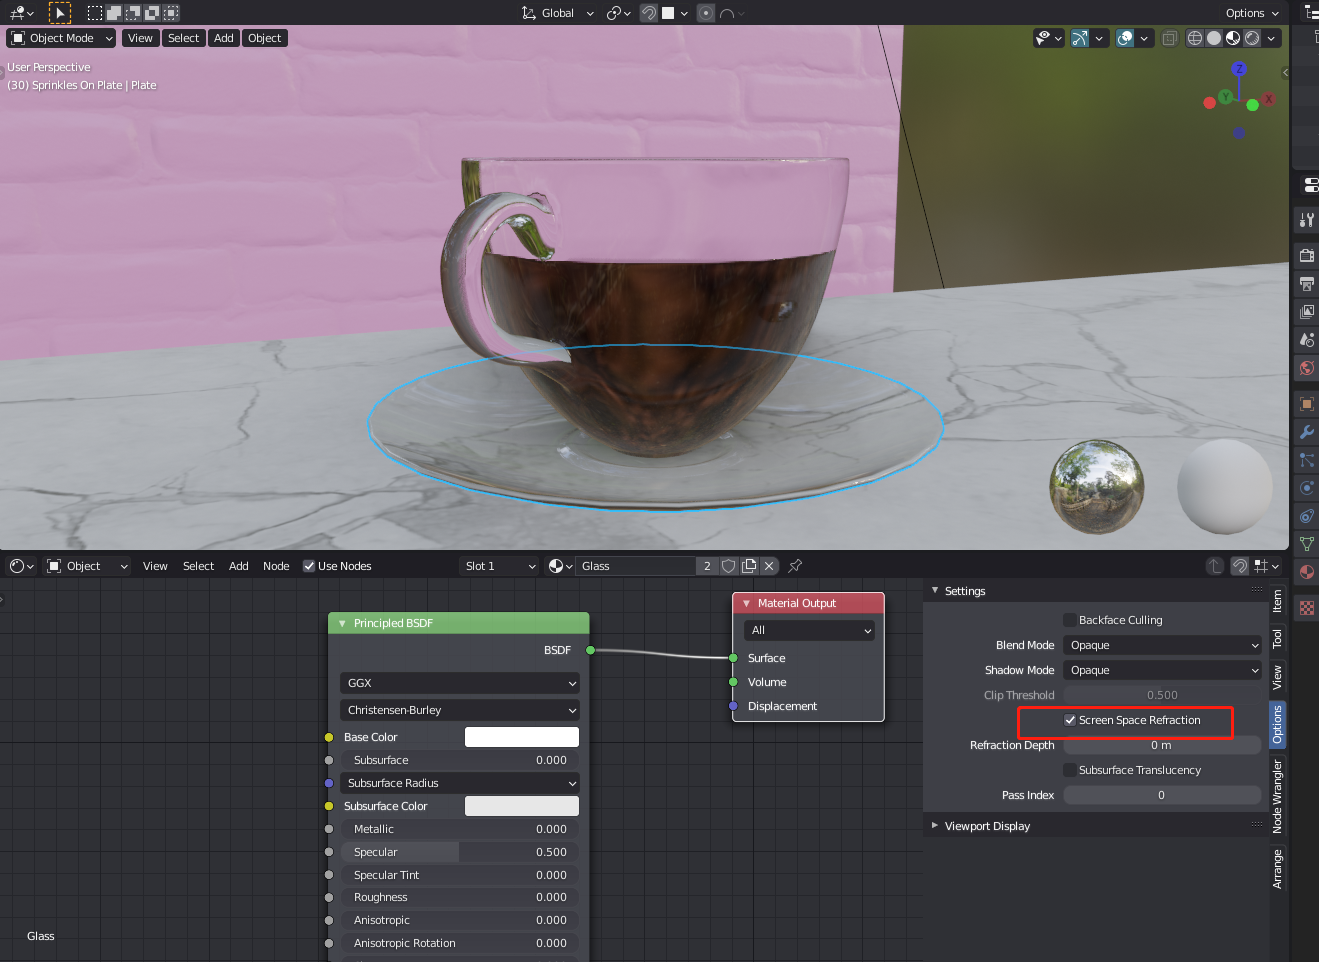 Global
Options
Object Mode
View
Select
Add
Object
User Perspective
(30) Sprinkles On Plate | Plate
Z
Y
X
Object
View
Select
Add
Node
Use Nodes
Slot 1
Glass
2
Principled BSDF
BSDF
GGX
Christensen-Burley
Base Color
Subsurface 0.000
Subsurface Radius
Subsurface Color
Metallic 0.000
Specular 0.500
Specular Tint 0.000
Roughness 0.000
Anisotropic 0.000
Anisotropic Rotation 0.000
Material Output
All
Surface
Volume
Displacement
Glass
Settings
Backface Culling
Blend Mode Opaque
Shadow Mode Opaque
Clip Threshold 0.500
Screen Space Refraction
Refraction Depth 0 m
Subsurface Translucency
Pass Index 0
Viewport Display
Item
Tool
View
Options
Node Wrangler
Arrange